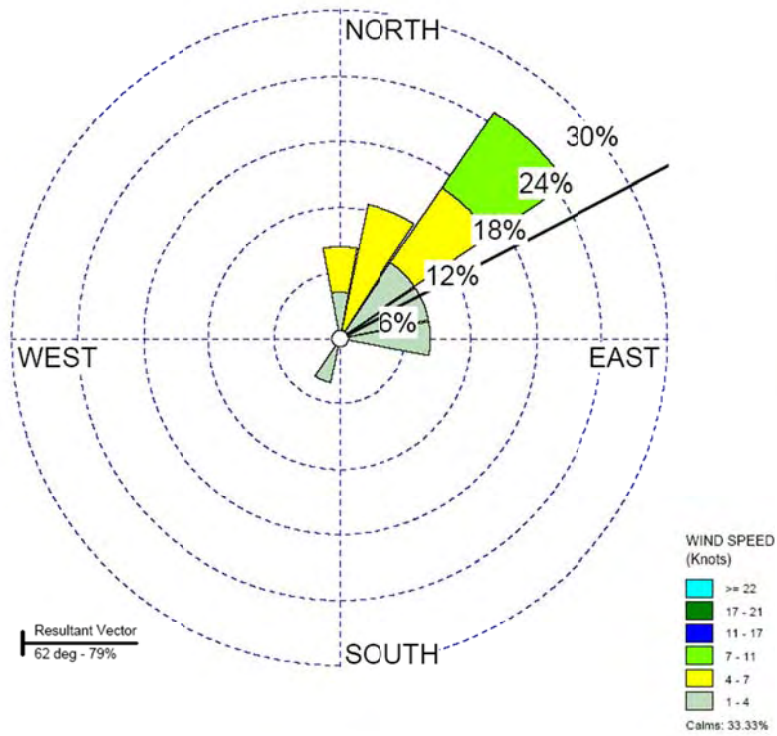 NORTH
30%
24%
18%
12%
6%
WEST
EAST
SOUTH
Resultant Vector
62 deg - 79%
WIND SPEED
(Knots)
>= 22
17 - 21
11 - 17
7 - 11
4 - 7
1 - 4
Calms: 33.33%